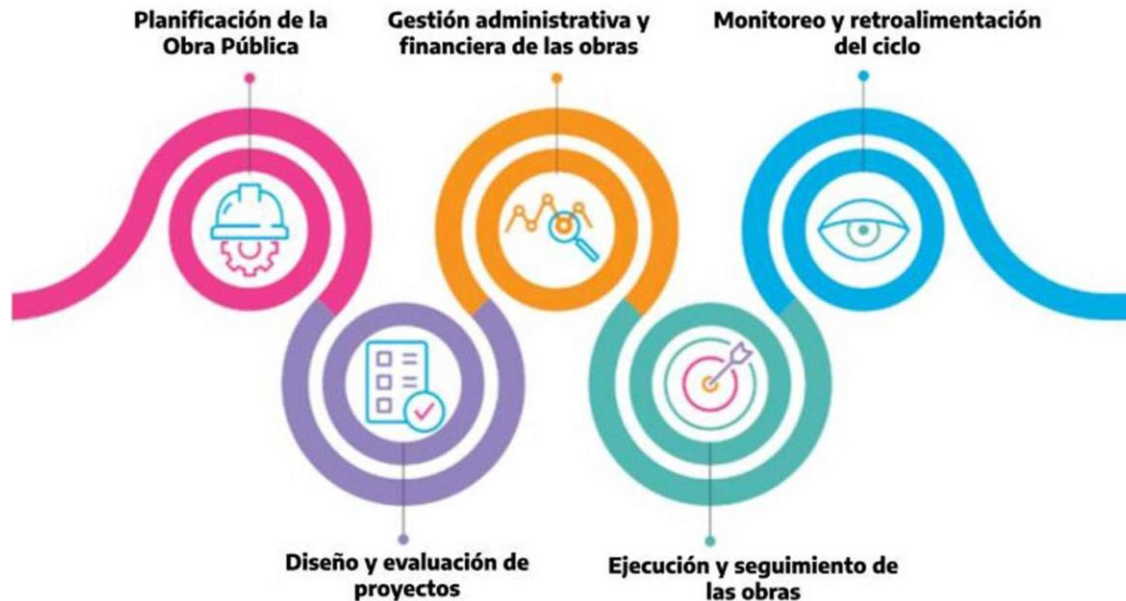 Planificación de la
Obra Pública
Gestión administrativa y
financiera de las obras
Monitoreo y retroalimentación
del ciclo
Diseño y evaluación de
proyectos
Ejecución y seguimiento de
las obras